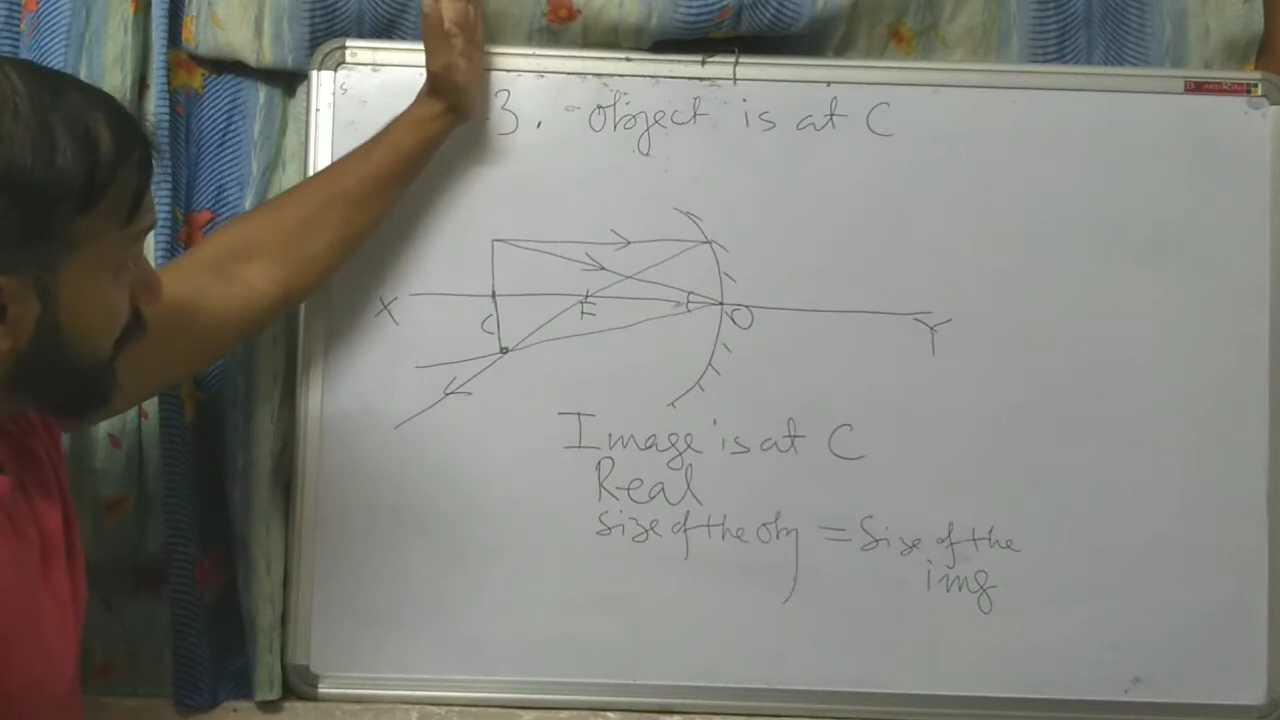 3. Object is at C
X
C
F
O
Y
Image is at C
Real
size of the obj = Size of the
img